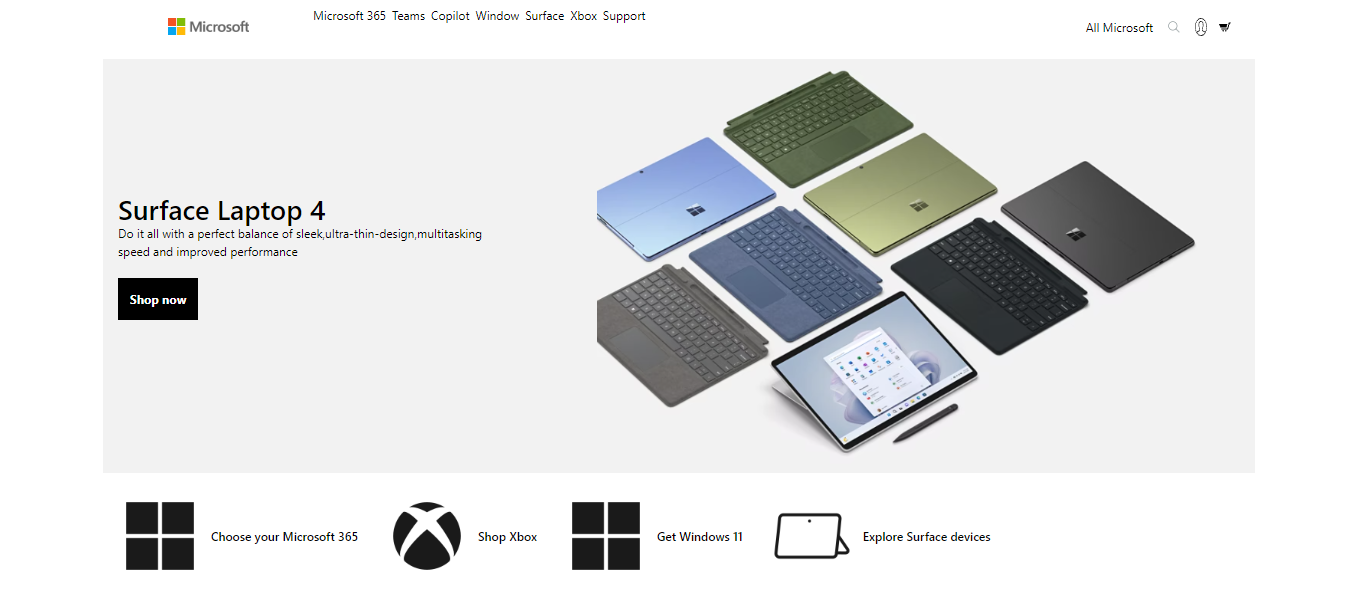 Microsoft
Microsoft 365 Teams Copilot Window Surface Xbox Support
All Microsoft
Surface Laptop 4
Do it all with a perfect balance of sleek,ultra-thin-design,multitasking
speed and improved performance
Shop now
Choose your Microsoft 365
Shop Xbox
Get Windows 11
Explore Surface devices